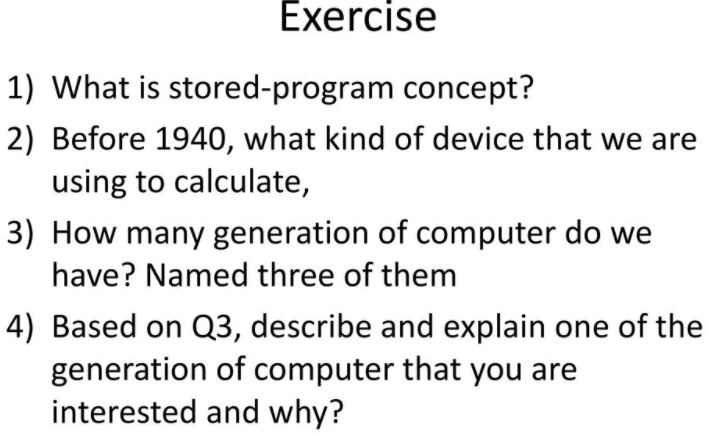 Exercise
1) What is stored-program concept?
2) Before 1940, what kind of device that we are
using to calculate,
3) How many generation of computer do we
have? Named three of them
4) Based on Q3, describe and explain one of the
generation of computer that you are
interested and why?